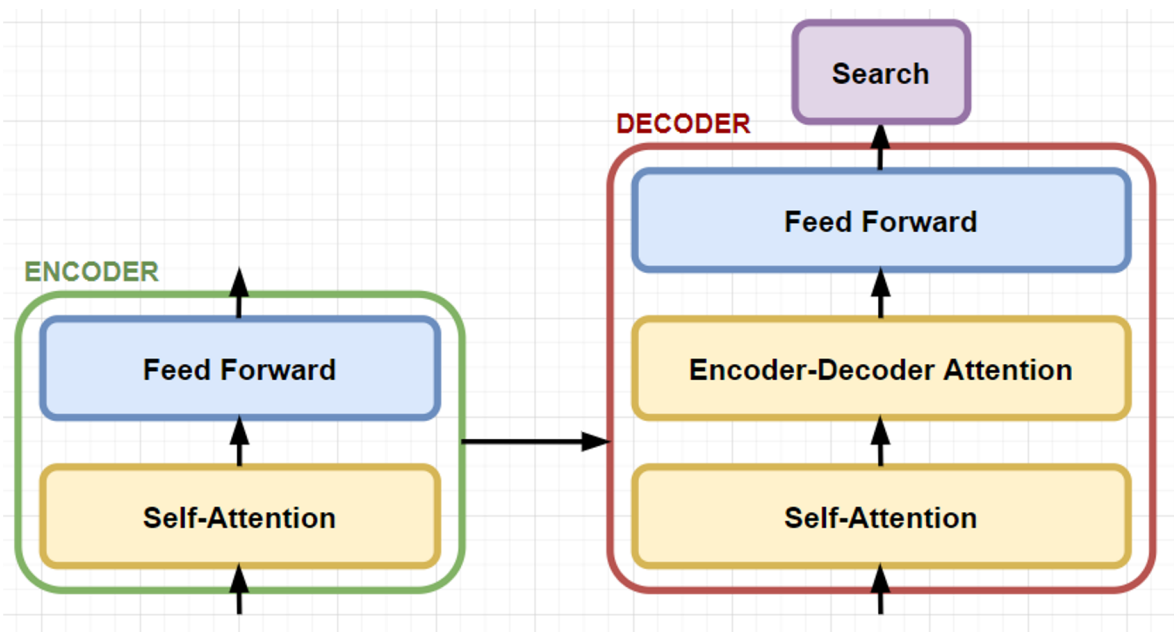 ENCODER
Feed Forward
Self-Attention
Search
DECODER
Feed Forward
Encoder-Decoder Attention
Self-Attention